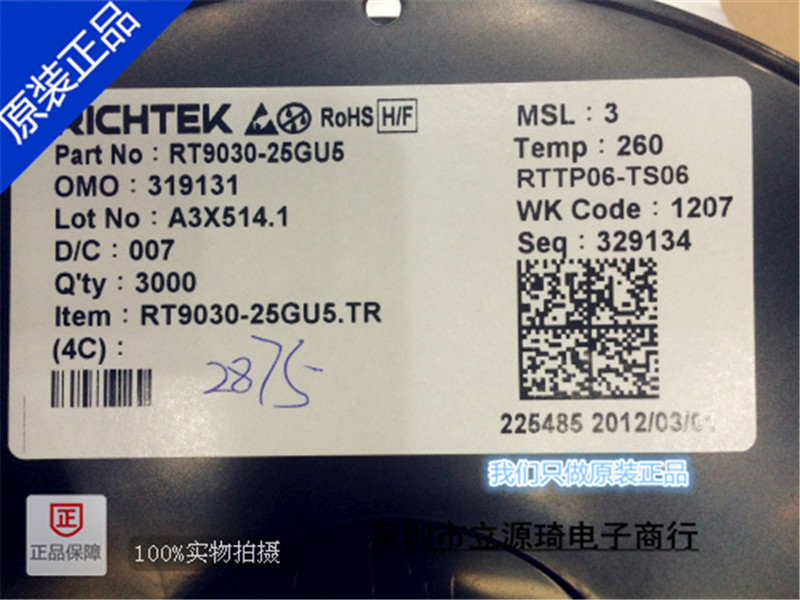 原装正品
RICHTEK RoHS H/F
Part No : RT9030-25GU5
OMO : 319131
Lot No : A3X514.1
D/C : 007
Q'ty : 3000
Item : RT9030-25GU5.TR
(4C) :
2875
MSL : 3
Temp : 260
RTTP06-TS06
WK Code : 1207
Seq : 329134
225485 2012/03/
我们只做原装正品
正
正品保障
100%实物拍摄
深圳市立源琦电子商行